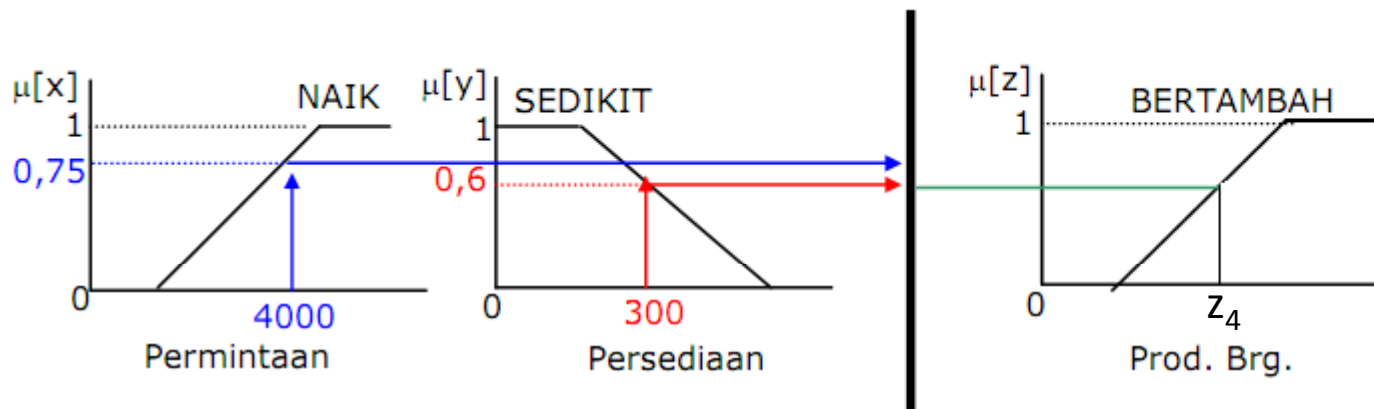 μ[x]
NAIK
1
0,75
0
4000
Permintaan
μ[y]
SEDIKIT
1
0,6
0
300
Persediaan
μ[z]
BERTAMBAH
1
0
z₄
Prod. Brg.